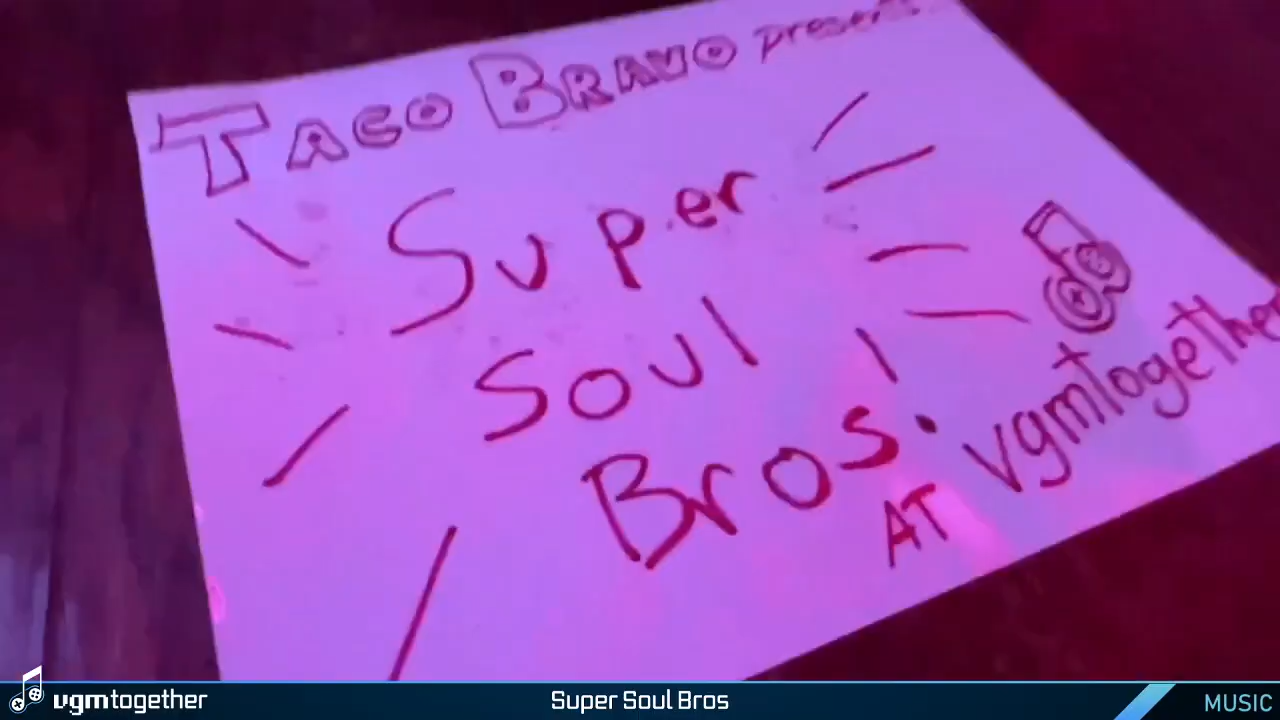 TACO BRAVO presents
Super
Soul
Bros.
AT vgmtogether
vgmtogether
Super Soul Bros
MUSIC